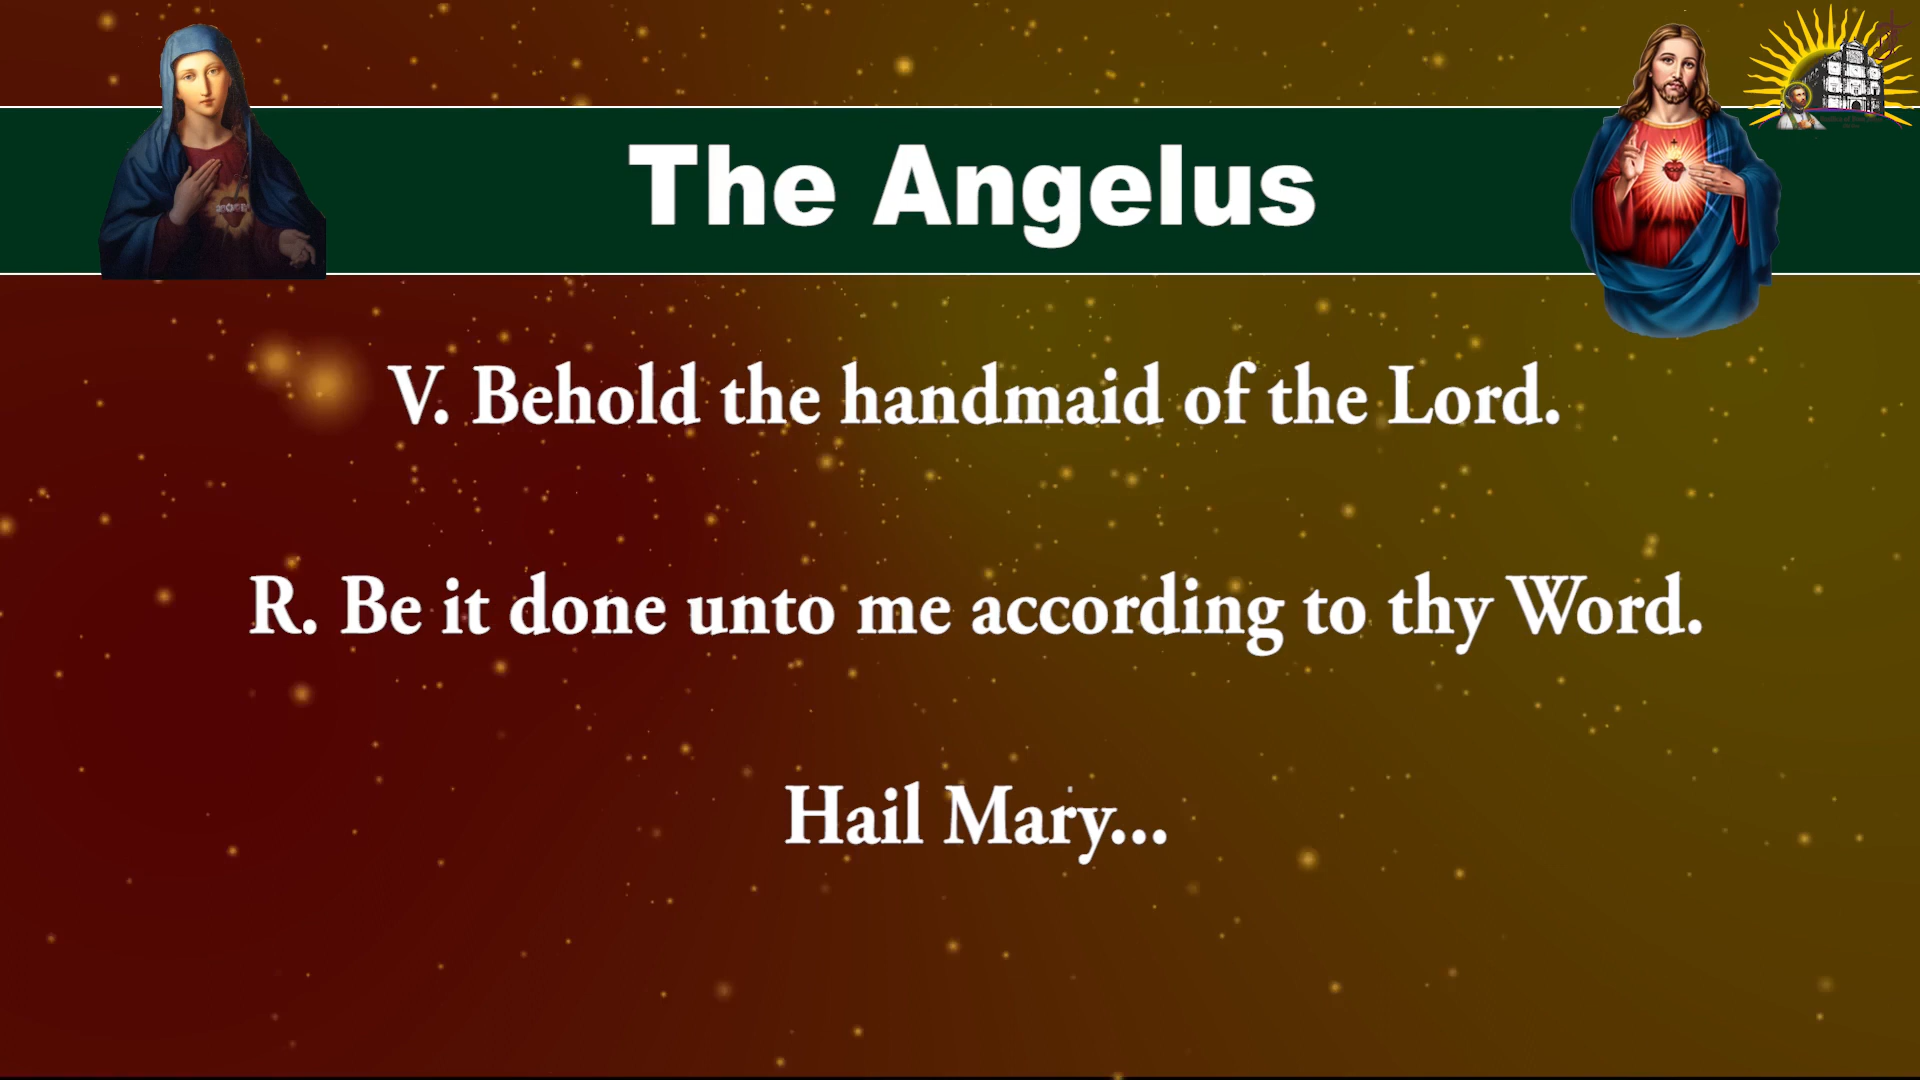 The Angelus
V. Behold the handmaid of the Lord.
R. Be it done unto me according to thy Word.
Hail Mary...